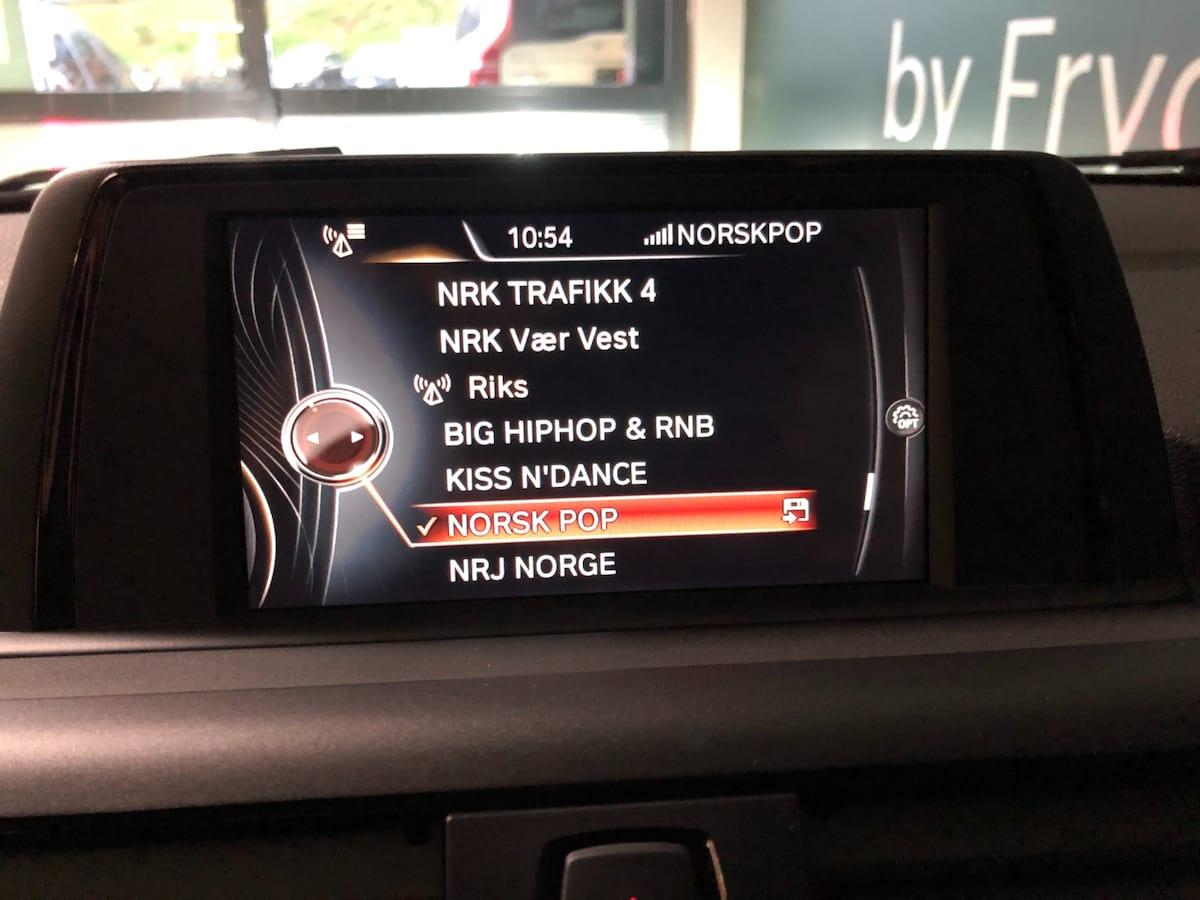 by Fryd
10:54 NORSKPOP
NRK TRAFIKK 4
NRK Vær Vest
Riks
BIG HIPHOP & RNB
KISS N'DANCE
NORSK POP
NRJ NORGE
OPT